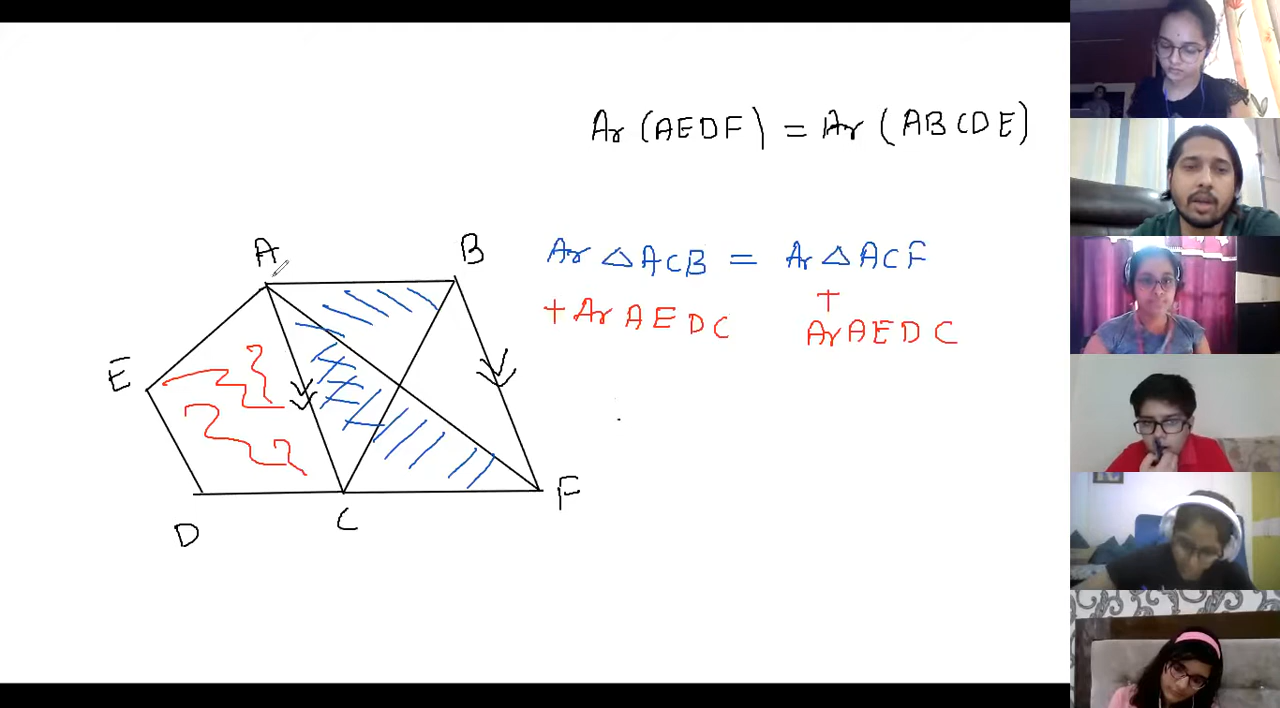 Ar (AEDF) = Ar (ABCDE)
A B
Ar △ ACB = Ar △ ACF
+ Ar AEDC + Ar AEDC
E
F
D C